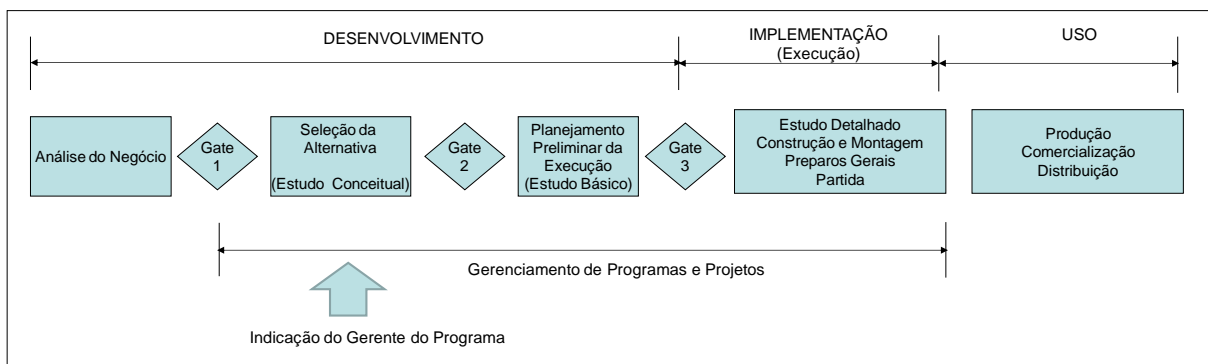 DESENVOLVIMENTO
IMPLEMENTAÇÃO
(Execução)
USO
Análise do Negócio
Gate
1
Seleção da
Alternativa
(Estudo Conceitual)
Gate
2
Planejamento
Preliminar da
Execução
(Estudo Básico)
Gate
3
Estudo Detalhado
Construção e Montagem
Preparos Gerais
Partida
Produção
Comercialização
Distribuição
Gerenciamento de Programas e Projetos
Indicação do Gerente do Programa